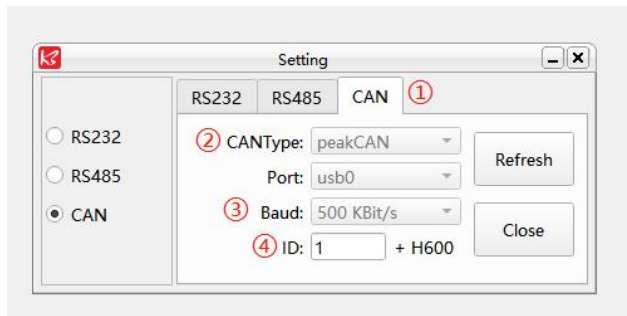 Setting
RS232 RS485 CAN ①
RS232
RS485
CAN
② CANType: peakCAN
Port: usb0
③ Baud: 500 KBit/s
④ ID: 1 + H600
Refresh
Close